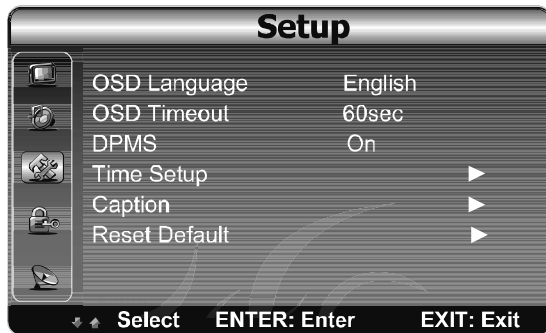 Setup
OSD Language English
OSD Timeout 60sec
DPMS On
Time Setup
Caption
Reset Default
Select ENTER: Enter EXIT: Exit